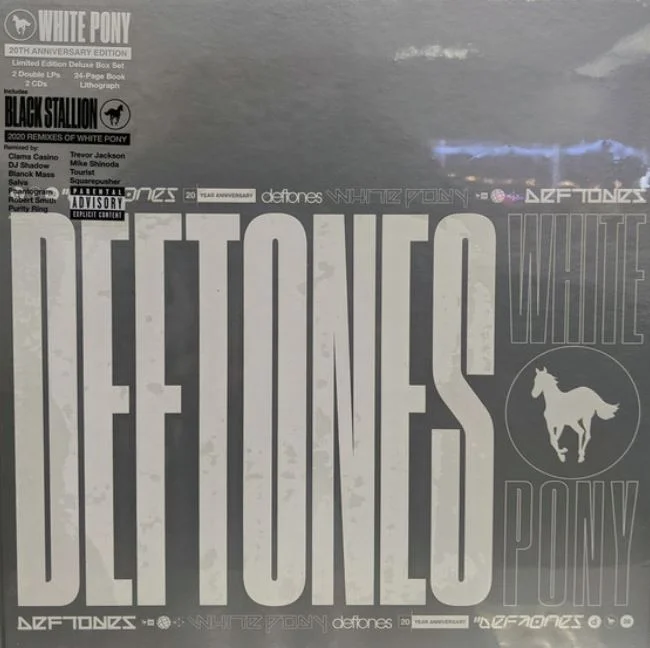 WHITE PONY
20TH ANNIVERSARY EDITION
Limited Edition Deluxe Box Set
2 Double LPs 24-Page Book
2 CDs Lithograph
Includes
BLACK STALLION
2020 REMIXES OF WHITE PONY
Remixed by:
Clams Casino
DJ Shadow
Blanck Mass
Salva
Phantogram
Robert Smith
Purity Ring
Trevor Jackson
Mike Shinoda
Tourist
Squarepusher
PARENTAL
ADVISORY
EXPLICIT CONTENT
20 YEAR ANNIVERSARY deftones WHITE PONY DEFTONES
DEFTONES
WHITE
PONY
DEFTONES WHITE PONY deftones 20 YEAR ANNIVERSARY "DEFTONES d 20